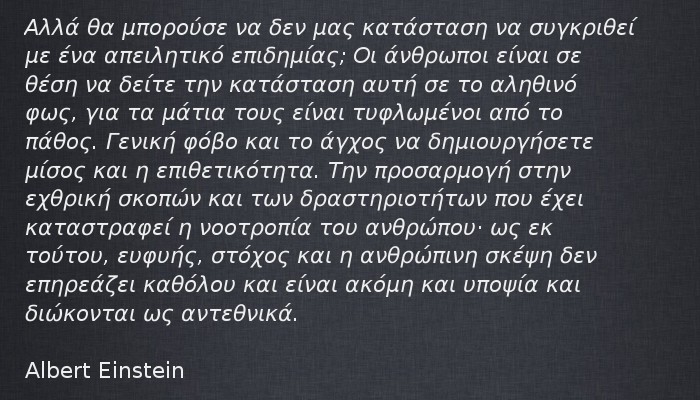 Αλλά θα μπορούσε να δεν μας κατάσταση να συγκριθεί
με ένα απειλητικό επιδημίας; Οι άνθρωποι είναι σε
θέση να δείτε την κατάσταση αυτή σε το αληθινό
φως, για τα μάτια τους είναι τυφλωμένοι από το
πάθος. Γενική φόβο και το άγχος να δημιουργήσετε
μίσος και η επιθετικότητα. Την προσαρμογή στην
εχθρική σκοπών και των δραστηριοτήτων που έχει
καταστραφεί η νοοτροπία του ανθρώπου· ως εκ
τούτου, ευφυής, στόχος και η ανθρώπινη σκέψη δεν
επηρεάζει καθόλου και είναι ακόμη και υποψία και
διώκονται ως αντεθνικά.
Albert Einstein